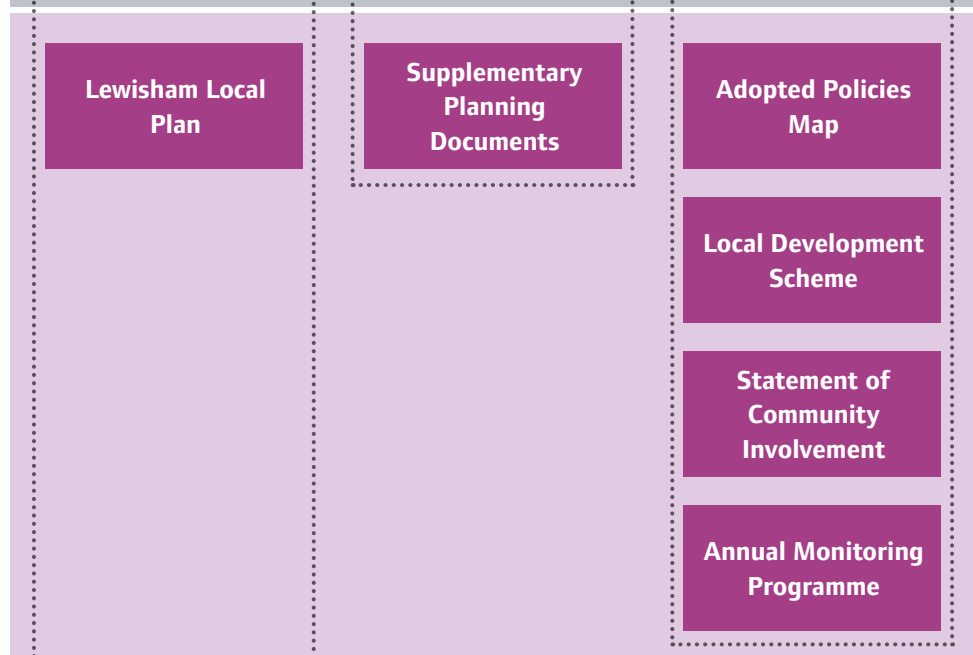 Lewisham Local
Plan
Supplementary
Planning
Documents
Adopted Policies
Map
Local Development
Scheme
Statement of
Community
Involvement
Annual Monitoring
Programme